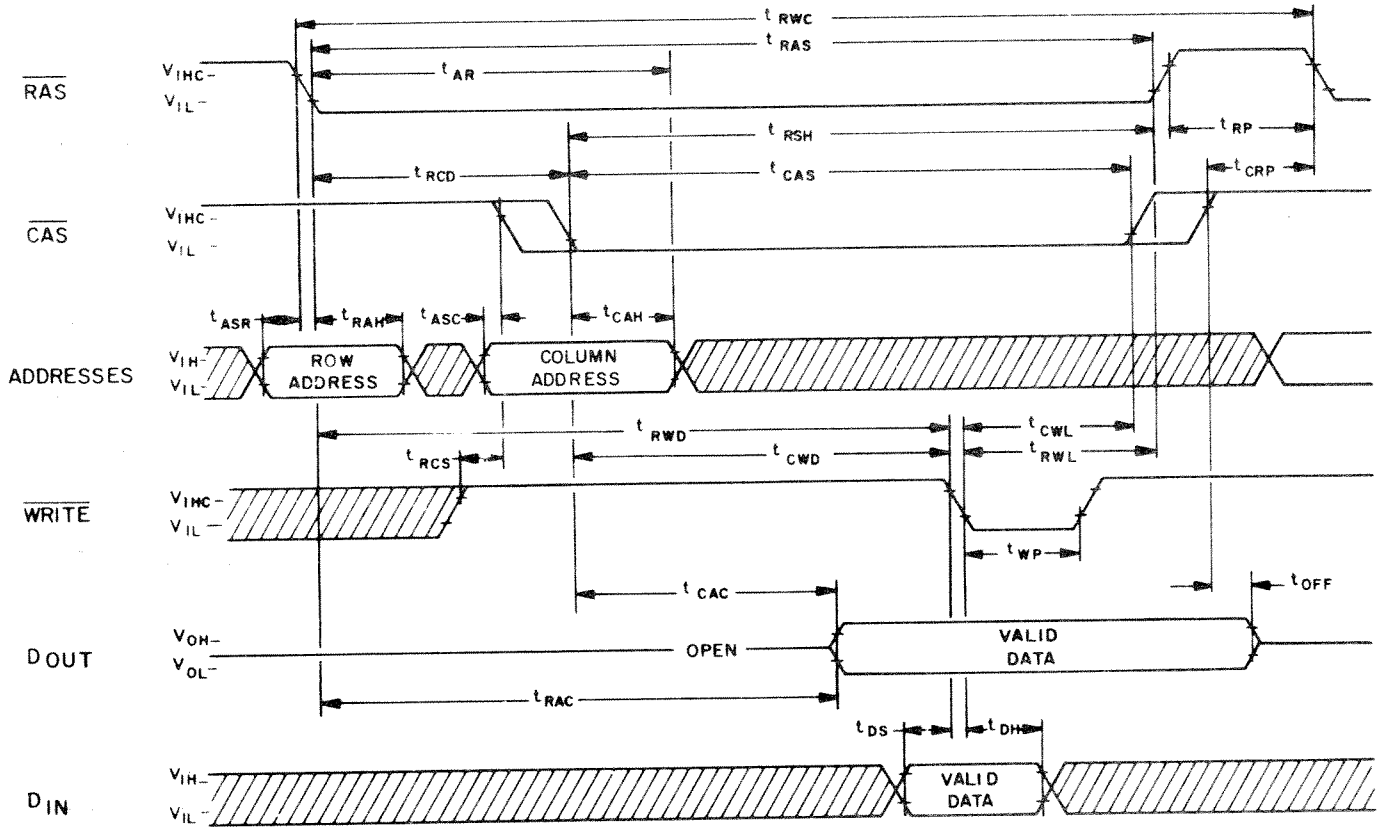 tRWC
tRAS
tAR
RAS
VIHC
VIL
tRSH
tRP
tRCD
tCAS
tCRP
CAS
VIHC
VIL
tASR
tRAH
tASC
tCAH
ADDRESSES
VIH
VIL
ROW
ADDRESS
COLUMN
ADDRESS
tRWD
tCWL
tRCS
tCWD
tRWL
WRITE
VIHC
VIL
tWP
tCAC
tOFF
DOUT
VOH
VOL
OPEN
VALID
DATA
tRAC
tDS
tDH
DIN
VIH
VIL
VALID
DATA